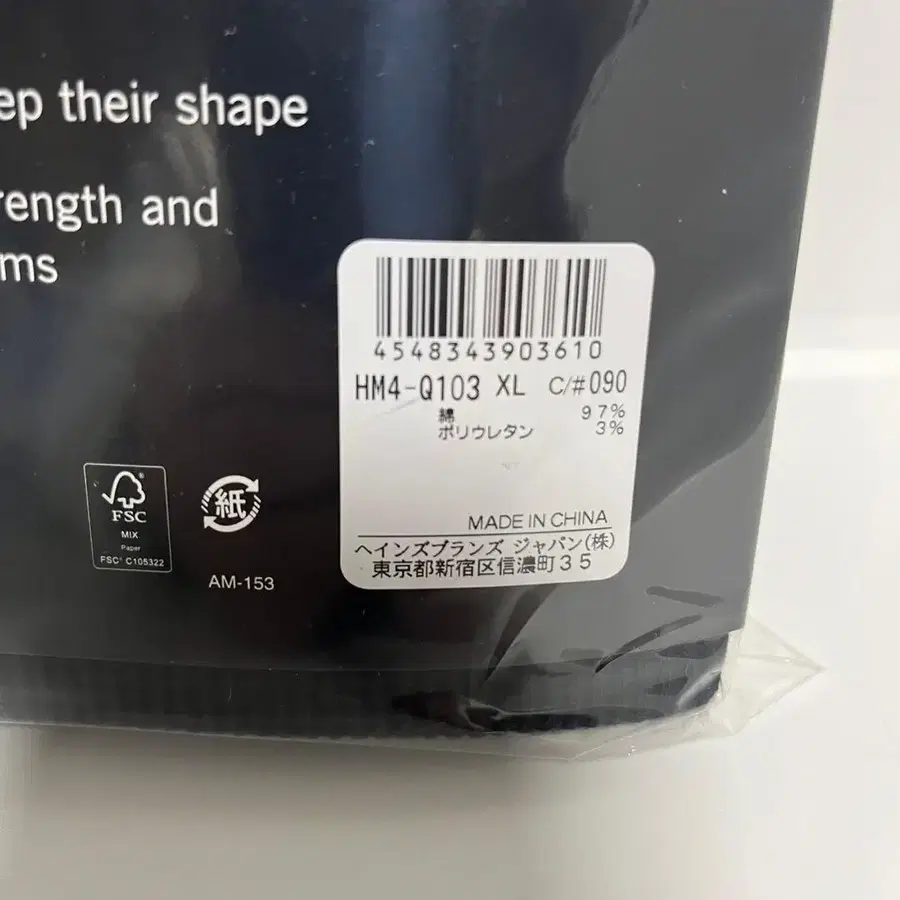 ep their shape
rength and
ms
4548343903610
HM4-Q103 XL C/#090
綿 97%
ポリウレタン 3%
MADE IN CHINA
ヘインズブランズ ジャパン(株)
東京都新宿区信濃町35
FSC®
MIX
Paper
FSC® C105322
紙
AM-153